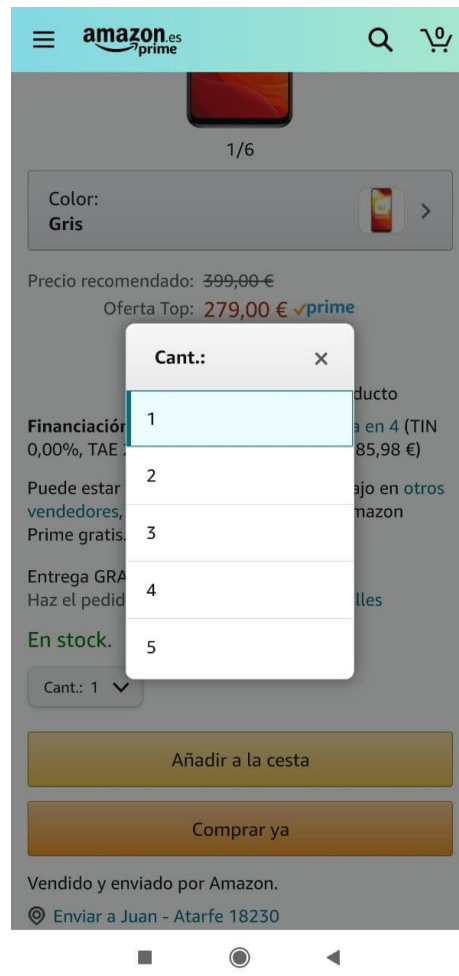 amazon.es
prime
0
1/6
Color:
Gris
Precio recomendado: 399,00 €
Oferta Top: 279,00 € prime
Cant.:
ducto
1
Financiación a en 4 (TIN
0,00%, TAE 85,98 €)
2
Puede estar ajo en otros
vendedores, mazon
Prime gratis.
3
Entrega GRA
4
Haz el pedid lles
En stock.
5
Cant.: 1
Añadir a la cesta
Comprar ya
Vendido y enviado por Amazon.
Enviar a Juan - Atarfe 18230